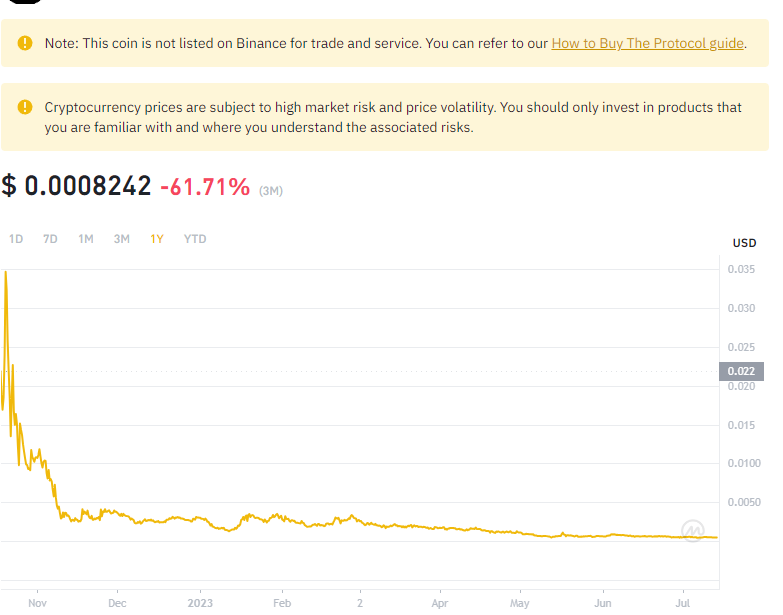 Note: This coin is not listed on Binance for trade and service. You can refer to our How to Buy The Protocol guide.
Cryptocurrency prices are subject to high market risk and price volatility. You should only invest in products that
you are familiar with and where you understand the associated risks.
$ 0.0008242 -61.71% (3M)
1D 7D 1M 3M 1Y YTD
USD
0.035
0.030
0.025
0.022
0.020
0.015
0.0100
0.0050
Nov Dec 2023 Feb 2 Apr May Jun Jul